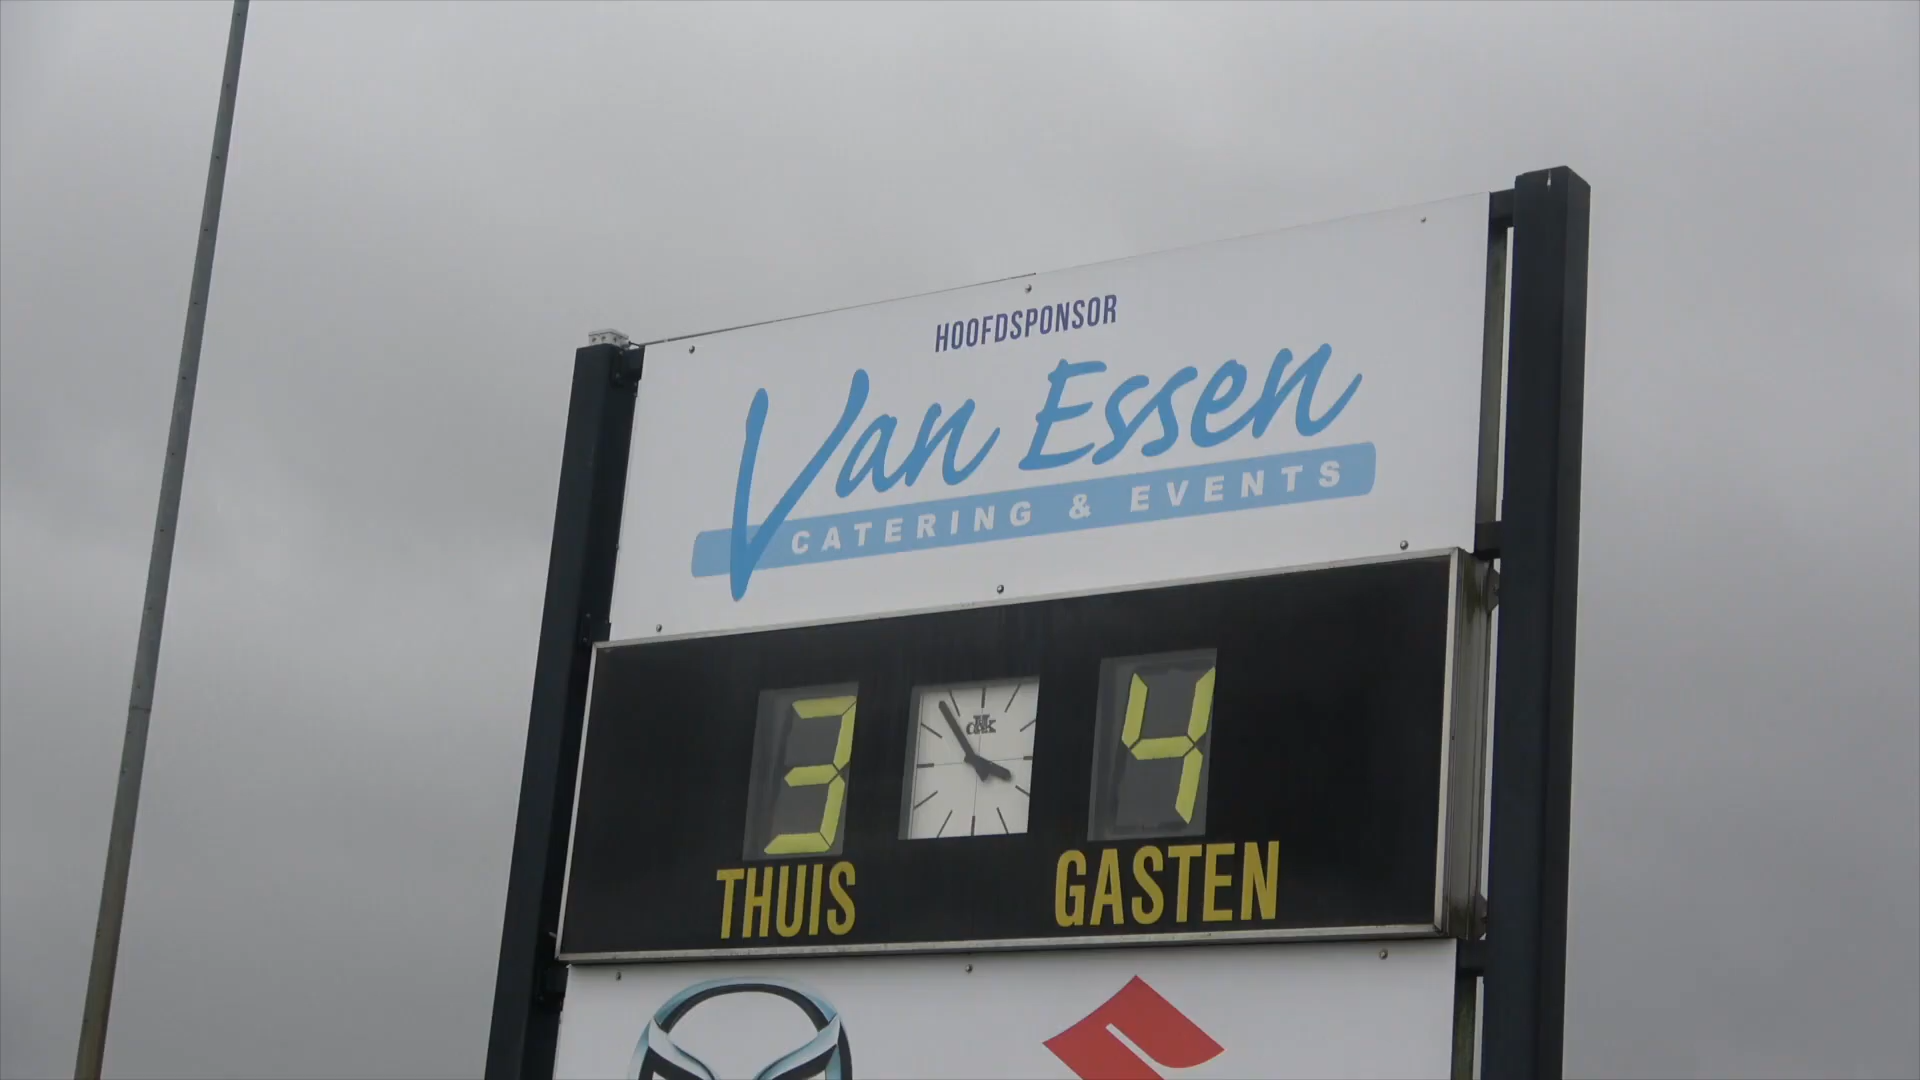 HOOFDSPONSOR
Van Essen
CATERING & EVENTS
3 4
THUIS GASTEN